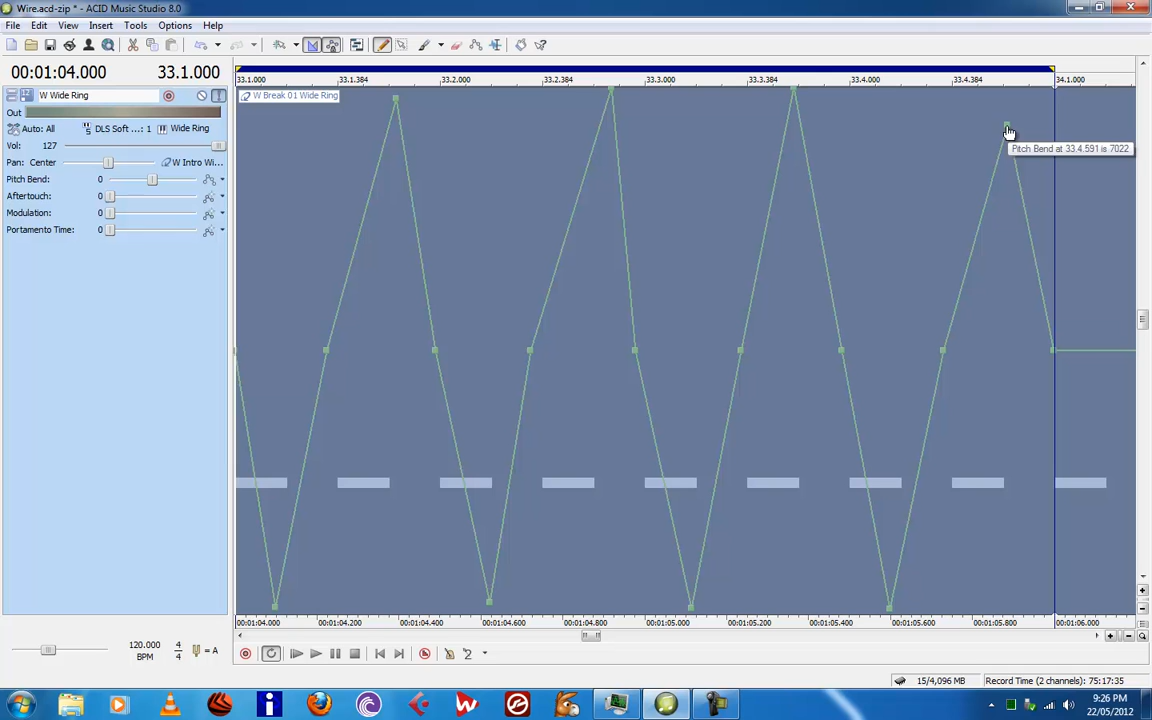 Wire.acd-zip * - ACID Music Studio 8.0
File Edit View Insert Tools Options Help
00:01:04.000 33.1.000
33.1.000 33.1.384 33.2.000 33.2.384 33.3.000 33.3.384 33.4.000 33.4.384 34.1.000
W Wide Ring
W Break 01 Wide Ring
Out
Auto: All DLS Soft ...: 1 Wide Ring
Vol: 127
Pan: Center W Intro Wi...
Pitch Bend: 0
Aftertouch: 0
Modulation: 0
Portamento Time: 0
Pitch Bend at 33.4.591 is 7022
00:01:04.000 00:01:04.200 00:01:04.400 00:01:04.600 00:01:04.800 00:01:05.000 00:01:05.200 00:01:05.400 00:01:05.600 00:01:05.800 00:01:06.000
120.000
BPM
4
4
= A
2
15/4,096 MB Record Time (2 channels): 75:17:35
9:26 PM
22/05/2012